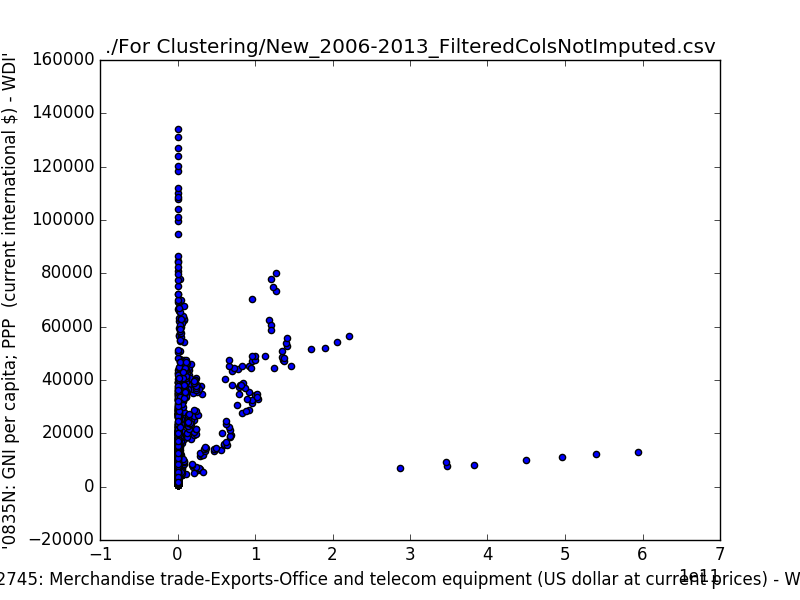 ./For Clustering/New_2006-2013_FilteredColsNotImputed.csv
'0835N: GNI per capita; PPP  (current international $) - WDI'
160000
140000
120000
100000
80000
60000
40000
20000
0
−20000
−1 0 1 2 3 4 5 6 7
1e11
2745: Merchandise trade-Exports-Office and telecom equipment (US dollar at current prices) - W